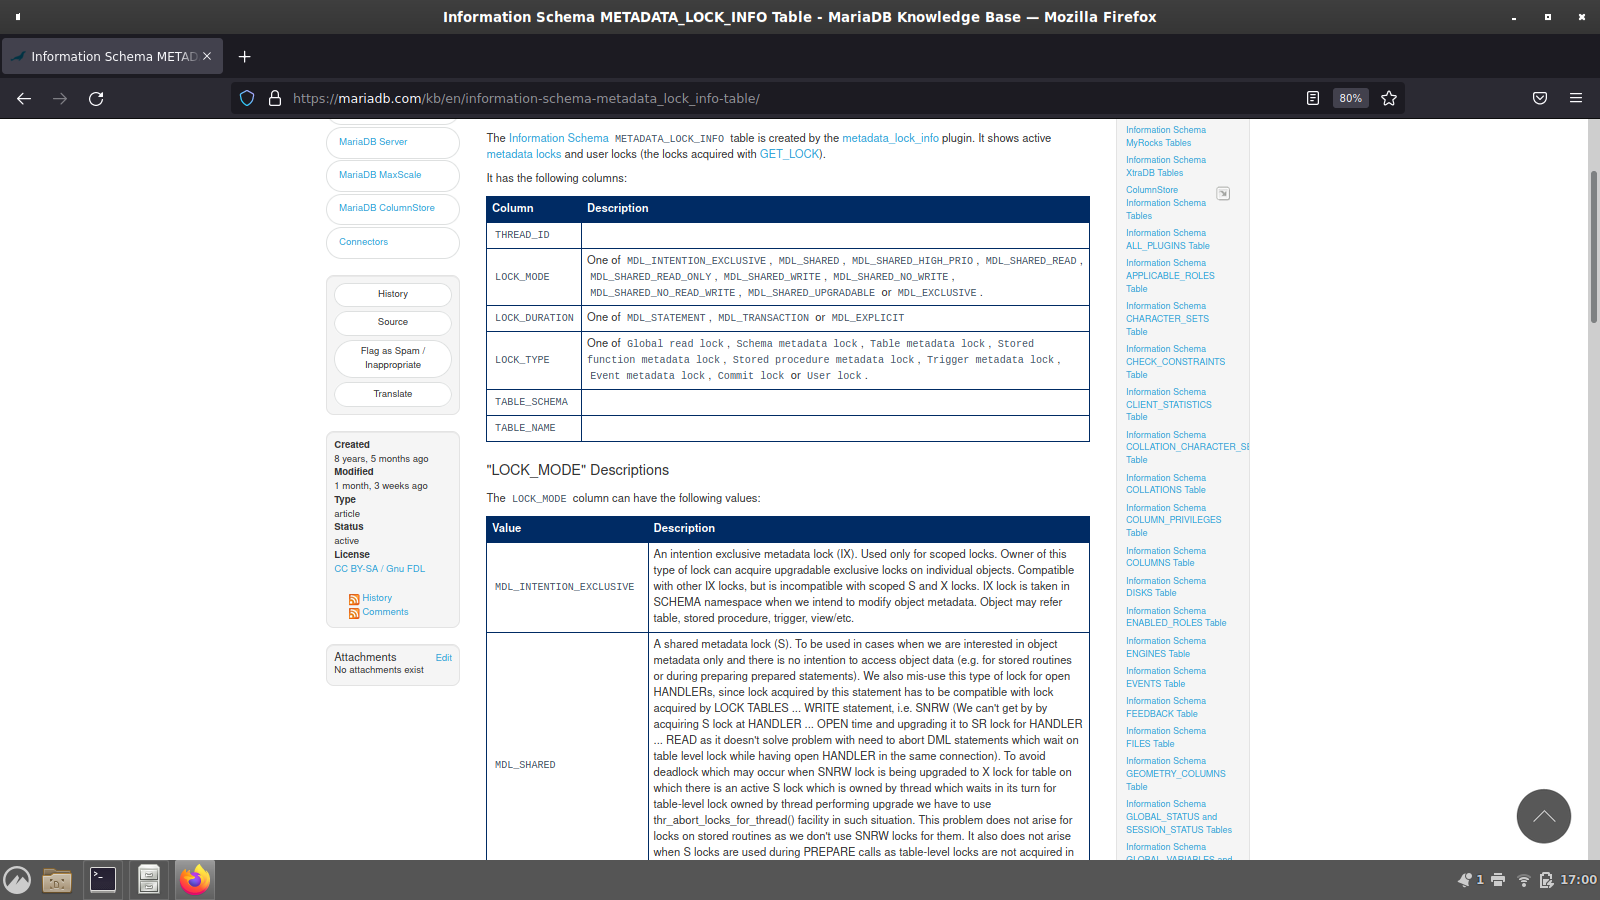 Information Schema METADATA_LOCK_INFO Table - MariaDB Knowledge Base — Mozilla Firefox
Information Schema METAD
https://mariadb.com/kb/en/information-schema-metadata_lock_info-table/
80%
MariaDB Server
MariaDB MaxScale
MariaDB ColumnStore
Connectors
History
Source
Flag as Spam /
Inappropriate
Translate
Created
8 years, 5 months ago
Modified
1 month, 3 weeks ago
Type
article
Status
active
License
CC BY-SA / Gnu FDL
History
Comments
Attachments Edit
No attachments exist
The Information Schema METADATA_LOCK_INFO table is created by the metadata_lock_info plugin. It shows active
metadata locks and user locks (the locks acquired with GET_LOCK).
It has the following columns:
Column Description
THREAD_ID
LOCK_MODE
One of MDL_INTENTION_EXCLUSIVE, MDL_SHARED, MDL_SHARED_HIGH_PRIO, MDL_SHARED_READ,
MDL_SHARED_READ_ONLY, MDL_SHARED_WRITE, MDL_SHARED_NO_WRITE,
MDL_SHARED_NO_READ_WRITE, MDL_SHARED_UPGRADABLE or MDL_EXCLUSIVE.
LOCK_DURATION One of MDL_STATEMENT, MDL_TRANSACTION or MDL_EXPLICIT
LOCK_TYPE
One of Global read lock, Schema metadata lock, Table metadata lock, Stored
function metadata lock, Stored procedure metadata lock, Trigger metadata lock,
Event metadata lock, Commit lock or User lock.
TABLE_SCHEMA
TABLE_NAME
"LOCK_MODE" Descriptions
The LOCK_MODE column can have the following values:
Value Description
MDL_INTENTION_EXCLUSIVE
An intention exclusive metadata lock (IX). Used only for scoped locks. Owner of this
type of lock can acquire upgradable exclusive locks on individual objects. Compatible
with other IX locks, but is incompatible with scoped S and X locks. IX lock is taken in
SCHEMA namespace when we intend to modify object metadata. Object may refer
table, stored procedure, trigger, view/etc.
MDL_SHARED
A shared metadata lock (S). To be used in cases when we are interested in object
metadata only and there is no intention to access object data (e.g. for stored routines
or during preparing prepared statements). We also mis-use this type of lock for open
HANDLERs, since lock acquired by this statement has to be compatible with lock
acquired by LOCK TABLES ... WRITE statement, i.e. SNRW (We can't get by by
acquiring S lock at HANDLER ... OPEN time and upgrading it to SR lock for HANDLER
... READ as it doesn't solve problem with need to abort DML statements which wait on
table level lock while having open HANDLER in the same connection). To avoid
deadlock which may occur when SNRW lock is being upgraded to X lock for table on
which there is an active S lock which is owned by thread which waits in its turn for
table-level lock owned by thread performing upgrade we have to use
thr_abort_locks_for_thread() facility in such situation. This problem does not arise for
locks on stored routines as we don't use SNRW locks for them. It also does not arise
when S locks are used during PREPARE calls as table-level locks are not acquired in
Information Schema
MyRocks Tables
Information Schema
XtraDB Tables
ColumnStore
Information Schema
Tables
Information Schema
ALL_PLUGINS Table
Information Schema
APPLICABLE_ROLES
Table
Information Schema
CHARACTER_SETS
Table
Information Schema
CHECK_CONSTRAINTS
Table
Information Schema
CLIENT_STATISTICS
Table
Information Schema
COLLATION_CHARACTER_SE
Table
Information Schema
COLLATIONS Table
Information Schema
COLUMN_PRIVILEGES
Table
Information Schema
COLUMNS Table
Information Schema
DISKS Table
Information Schema
ENABLED_ROLES Table
Information Schema
ENGINES Table
Information Schema
EVENTS Table
Information Schema
FEEDBACK Table
Information Schema
FILES Table
Information Schema
GEOMETRY_COLUMNS
Table
Information Schema
GLOBAL_STATUS and
SESSION_STATUS Tables
Information Schema
GLOBAL_VARIABLES and
1
17:00